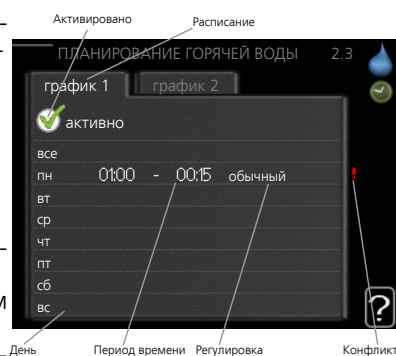 Активировано
Расписание
ПЛАНИРОВАНИЕ ГОРЯЧЕЙ ВОДЫ 2.3
график 1 график 2
активно
все
пн 01:00 - 00:15 обычный !
вт
ср
чт
пт
сб
вс
?
м
День Период времени Регулировка Конфликт